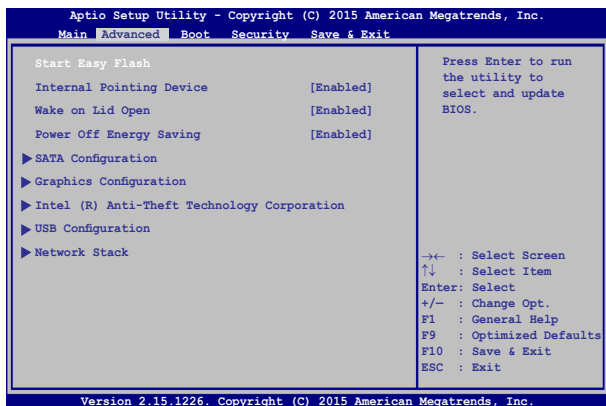 Aptio Setup Utility - Copyright (C) 2015 American Megatrends, Inc.
Main Advanced Boot Security Save & Exit
Start Easy Flash
Internal Pointing Device [Enabled]
Wake on Lid Open [Enabled]
Power Off Energy Saving [Enabled]
SATA Configuration
Graphics Configuration
Intel (R) Anti-Theft Technology Corporation
USB Configuration
Network Stack
Press Enter to run
the utility to
select and update
BIOS.
→← : Select Screen
↑↓ : Select Item
Enter: Select
+/— : Change Opt.
F1 : General Help
F9 : Optimized Defaults
F10 : Save & Exit
ESC : Exit
Version 2.15.1226. Copyright (C) 2015 American Megatrends, Inc.